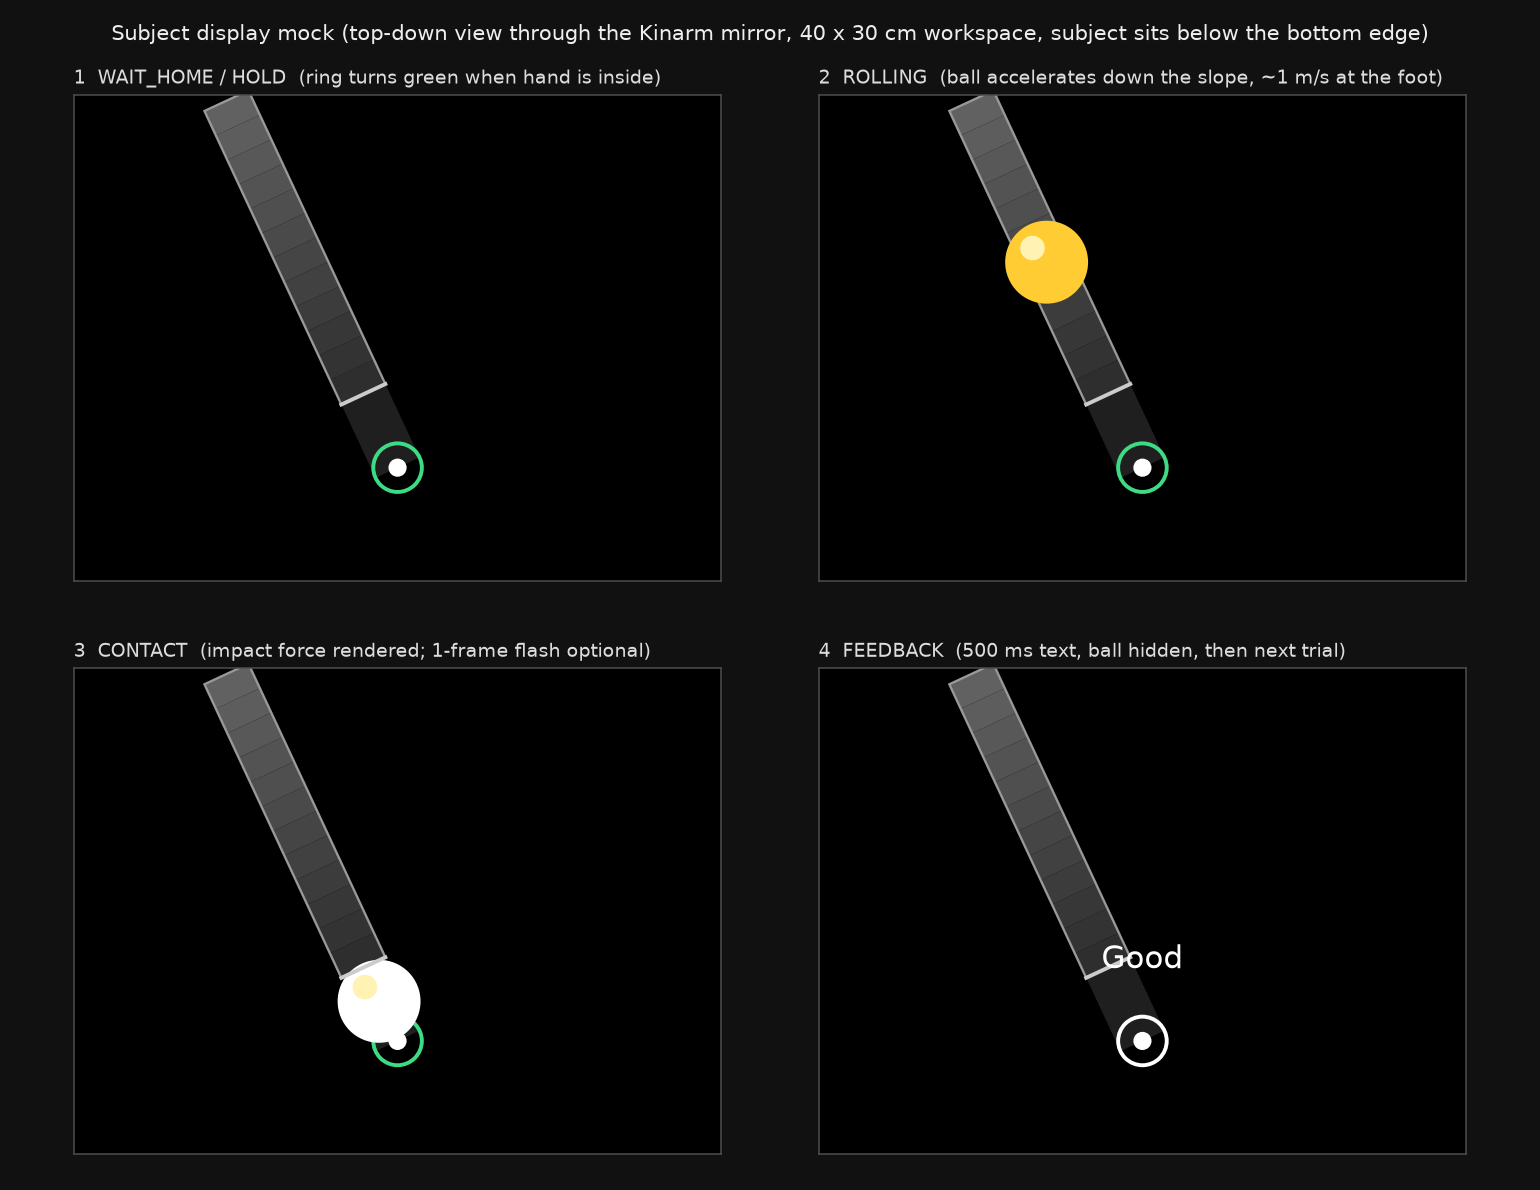 Subject display mock (top-down view through the Kinarm mirror, 40 x 30 cm workspace, subject sits below the bottom edge)
1  WAIT_HOME / HOLD  (ring turns green when hand is inside)
2  ROLLING  (ball accelerates down the slope, ~1 m/s at the foot)
3  CONTACT  (impact force rendered; 1-frame flash optional)
4  FEEDBACK  (500 ms text, ball hidden, then next trial)
Good